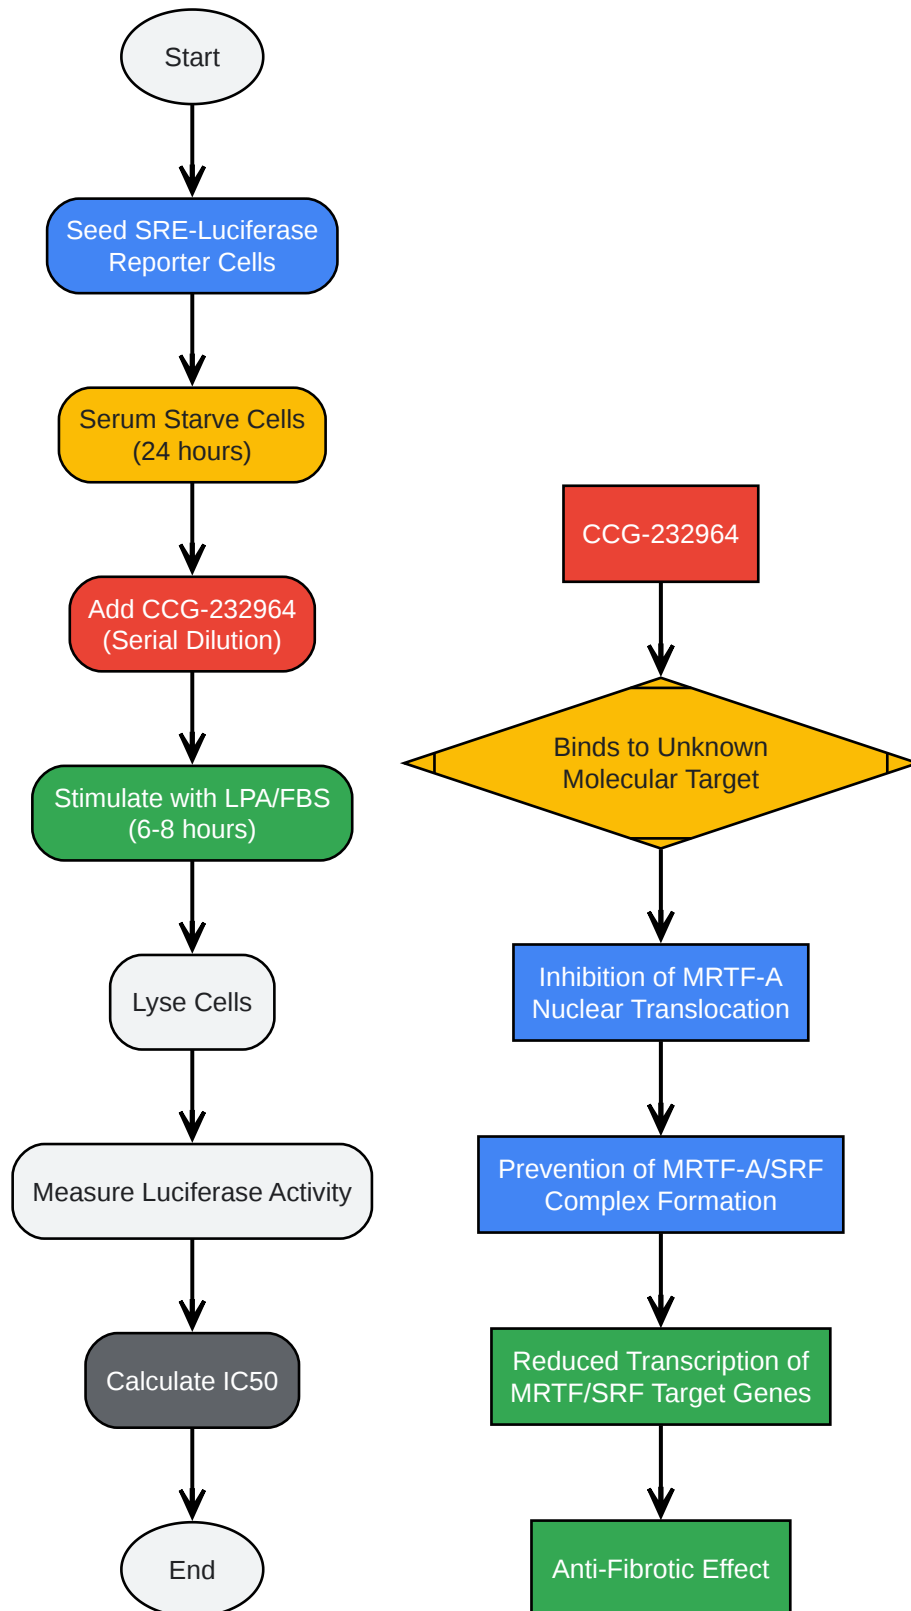 Start
Seed SRE-Luciferase
Reporter Cells
Serum Starve Cells
(24 hours)
Add CCG-232964
(Serial Dilution)
Stimulate with LPA/FBS
(6-8 hours)
Lyse Cells
Measure Luciferase Activity
Calculate IC50
End
CCG-232964
Binds to Unknown
Molecular Target
Inhibition of MRTF-A
Nuclear Translocation
Prevention of MRTF-A/SRF
Complex Formation
Reduced Transcription of
MRTF/SRF Target Genes
Anti-Fibrotic Effect